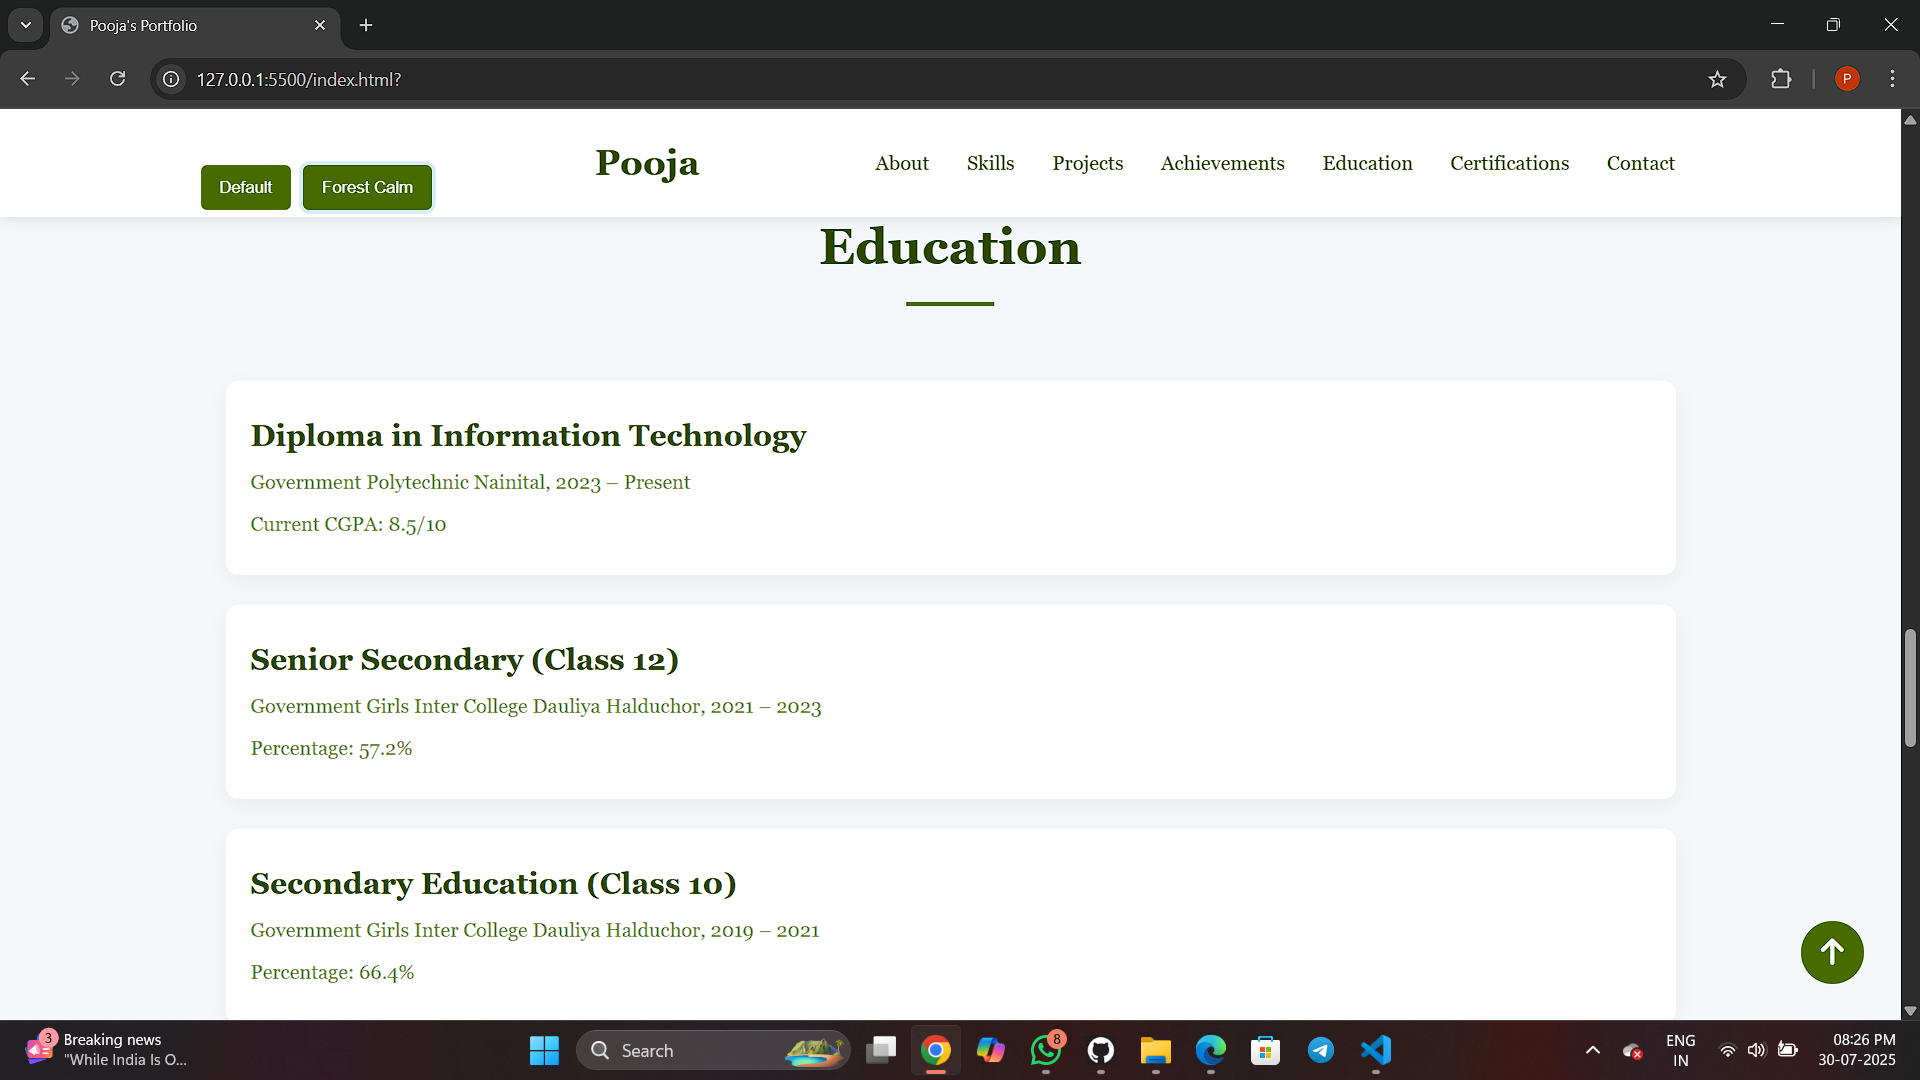 Pooja's Portfolio
127.0.0.1:5500/index.html?
P
Default
Forest Calm
Pooja
About
Skills
Projects
Achievements
Education
Certifications
Contact
Education
Diploma in Information Technology
Government Polytechnic Nainital, 2023 – Present
Current CGPA: 8.5/10
Senior Secondary (Class 12)
Government Girls Inter College Dauliya Halduchor, 2021 – 2023
Percentage: 57.2%
Secondary Education (Class 10)
Government Girls Inter College Dauliya Halduchor, 2019 – 2021
Percentage: 66.4%
3
Breaking news
"While India Is O...
Search
8
ENG
IN
08:26 PM
30-07-2025